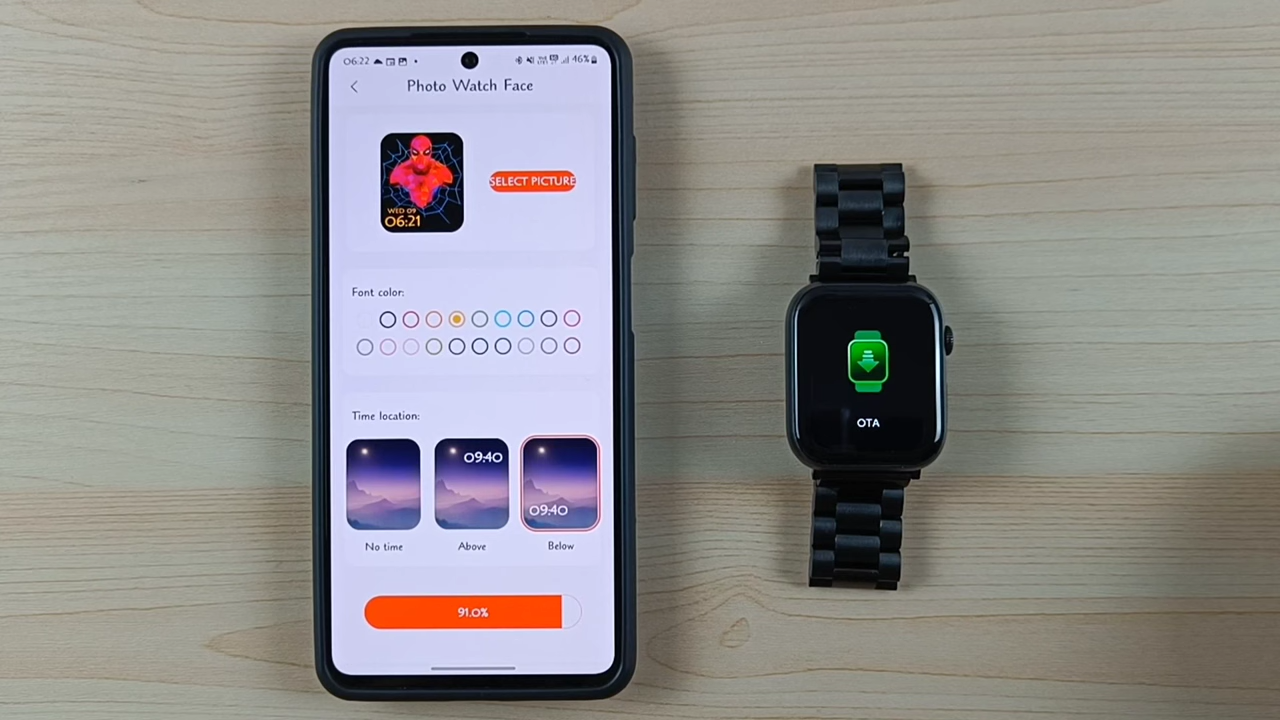 06:22
46%
Photo Watch Face
SELECT PICTURE
WED 09
06:21
Font color:
Time location:
09:40
09:40
No time
Above
Below
91.0%
OTA